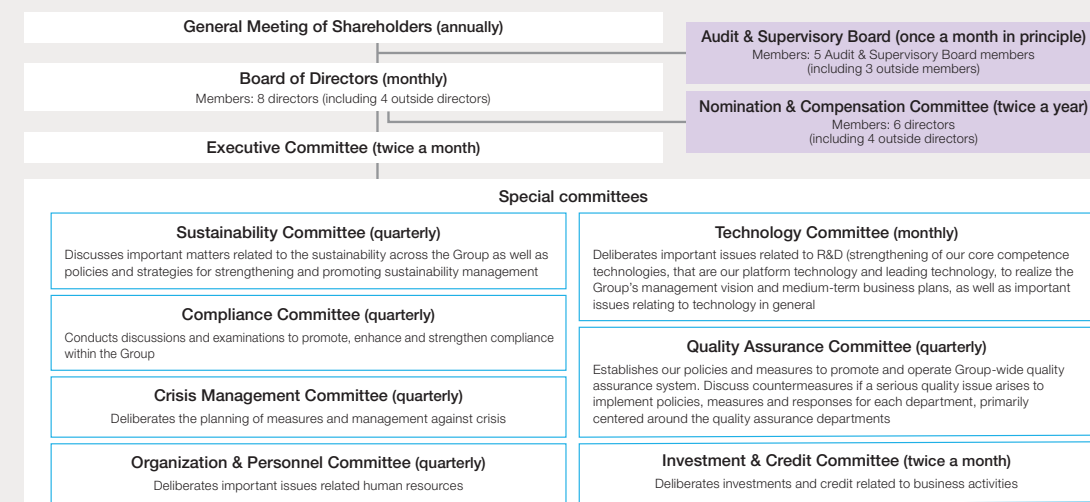 General Meeting of Shareholders (annually)
Audit & Supervisory Board (once a month in principle)
Members: 5 Audit & Supervisory Board members
(including 3 outside members)
Board of Directors (monthly)
Members: 8 directors (including 4 outside directors)
Nomination & Compensation Committee (twice a year)
Members: 6 directors
(including 4 outside directors)
Executive Committee (twice a month)
Special committees
Sustainability Committee (quarterly)
Discusses important matters related to the sustainability across the Group as well as
policies and strategies for strengthening and promoting sustainability management
Compliance Committee (quarterly)
Conducts discussions and examinations to promote, enhance and strengthen compliance
within the Group
Crisis Management Committee (quarterly)
Deliberates the planning of measures and management against crisis
Organization & Personnel Committee (quarterly)
Deliberates important issues related human resources
Technology Committee (monthly)
Deliberates important issues related to R&D (strengthening of our core competence
technologies, that are our platform technology and leading technology, to realize the
Group's management vision and medium-term business plans, as well as important
issues relating to technology in general
Quality Assurance Committee (quarterly)
Establishes our policies and measures to promote and operate Group-wide quality
assurance system. Discuss countermeasures if a serious quality issue arises to
implement policies, measures and responses for each department, primarily
centered around the quality assurance departments
Investment & Credit Committee (twice a month)
Deliberates investments and credit related to business activities